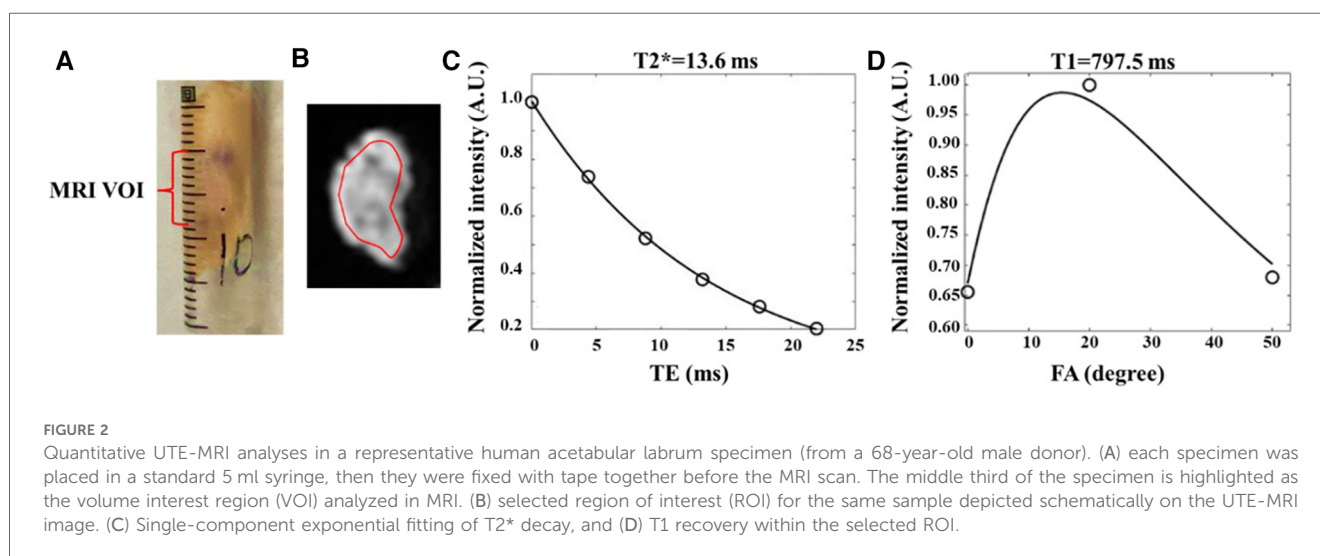 A
MRI VOI
10
B
C
T2*=13.6 ms
Normalized intensity (A.U.)
1.0
0.8
0.6
0.4
0.2
0 5 10 15 20 25
TE (ms)
D
T1=797.5 ms
Normalized intensity (A.U.)
1.00
0.95
0.90
0.85
0.80
0.75
0.70
0.65
0.60
0 10 20 30 40 50
FA (degree)
FIGURE 2
Quantitative UTE-MRI analyses in a representative human acetabular labrum specimen (from a 68-year-old male donor). (A) each specimen was
placed in a standard 5 ml syringe, then they were fixed with tape together before the MRI scan. The middle third of the specimen is highlighted as
the volume interest region (VOI) analyzed in MRI. (B) selected region of interest (ROI) for the same sample depicted schematically on the UTE-MRI
image. (C) Single-component exponential fitting of T2* decay, and (D) T1 recovery within the selected ROI.